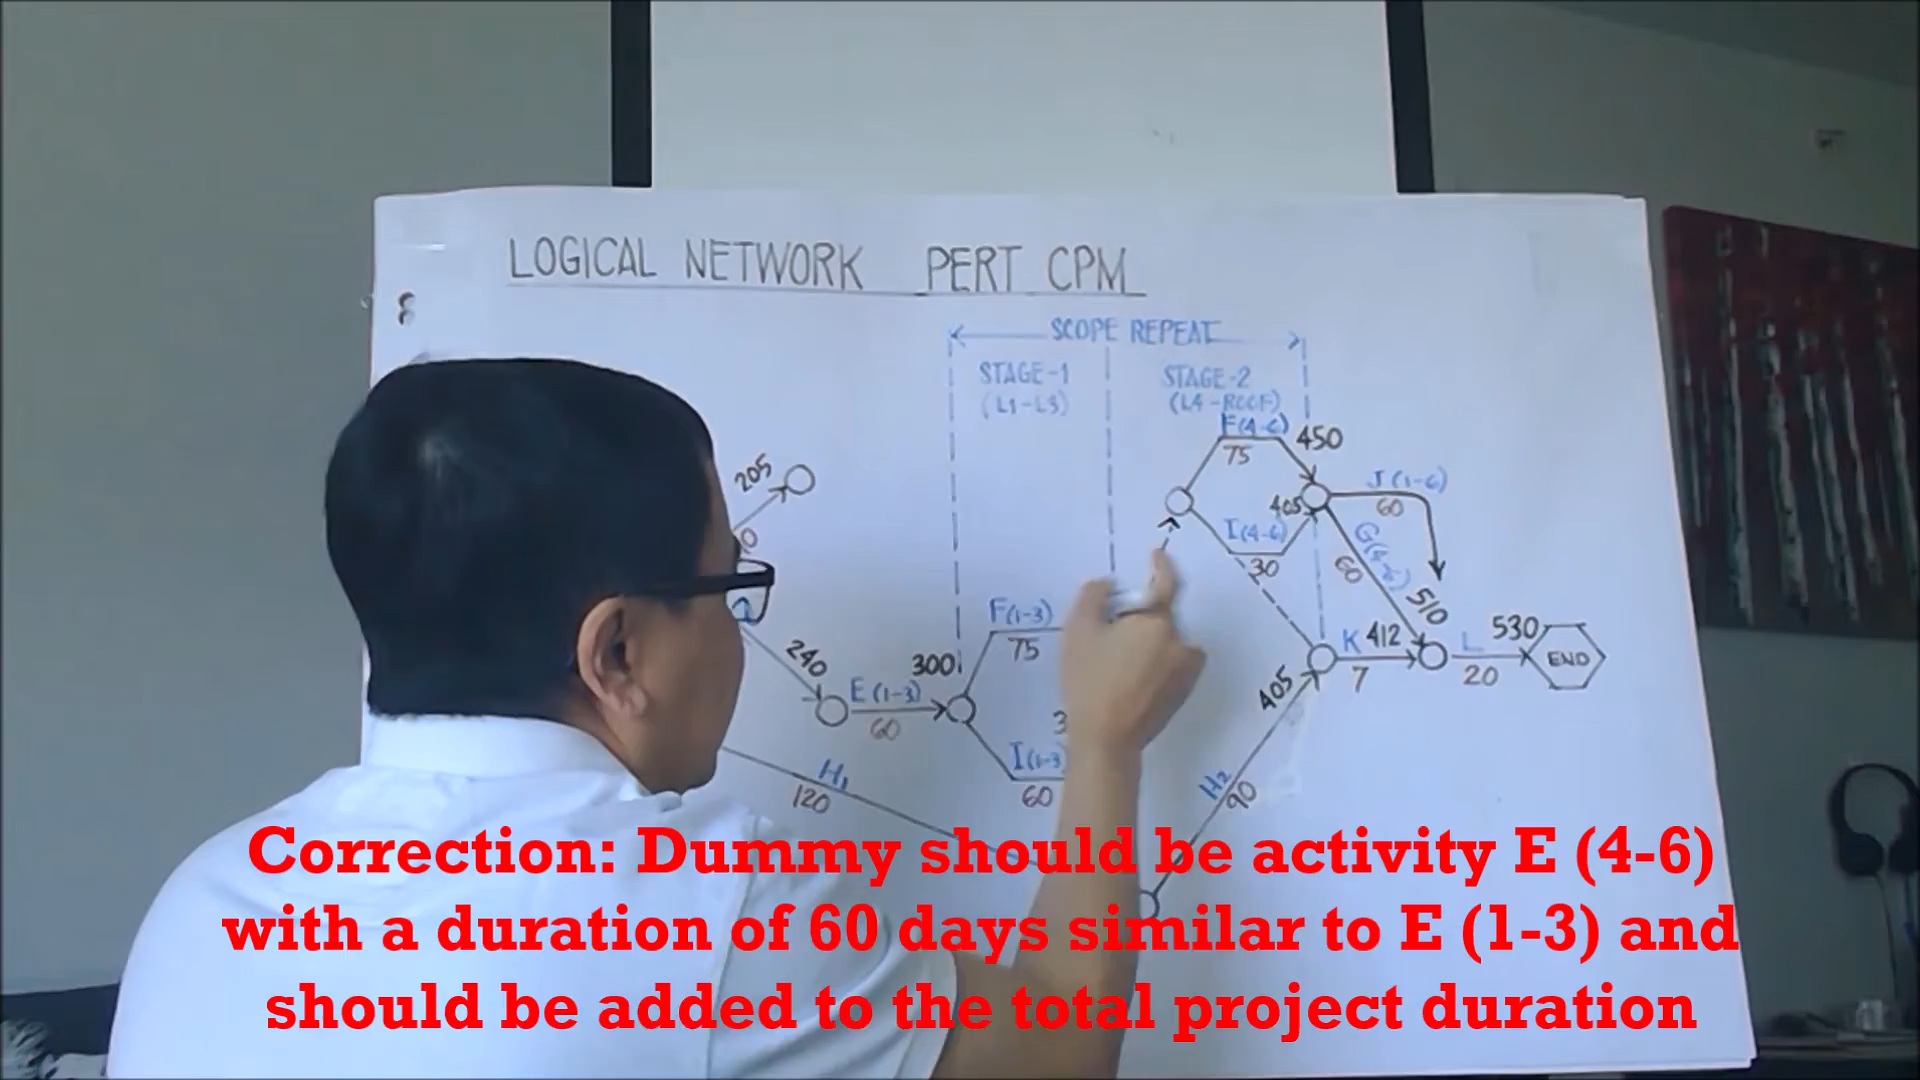 LOGICAL NETWORK PERT CPM
8
SCOPE REPEAT
STAGE-1
(L1-L3)
STAGE-2
(L4-ROOF)
F(4-6)
75
450
205
405
J(1-6)
60
I(4-6)
30
G(4-6)
60
510
F(1-3)
75
240
300
E(1-3)
60
K 412
7
L
20
530
END
405
I(1-3)
60
H1
120
H2
90
Correction: Dummy should be activity E (4-6)
with a duration of 60 days similar to E (1-3) and
should be added to the total project duration